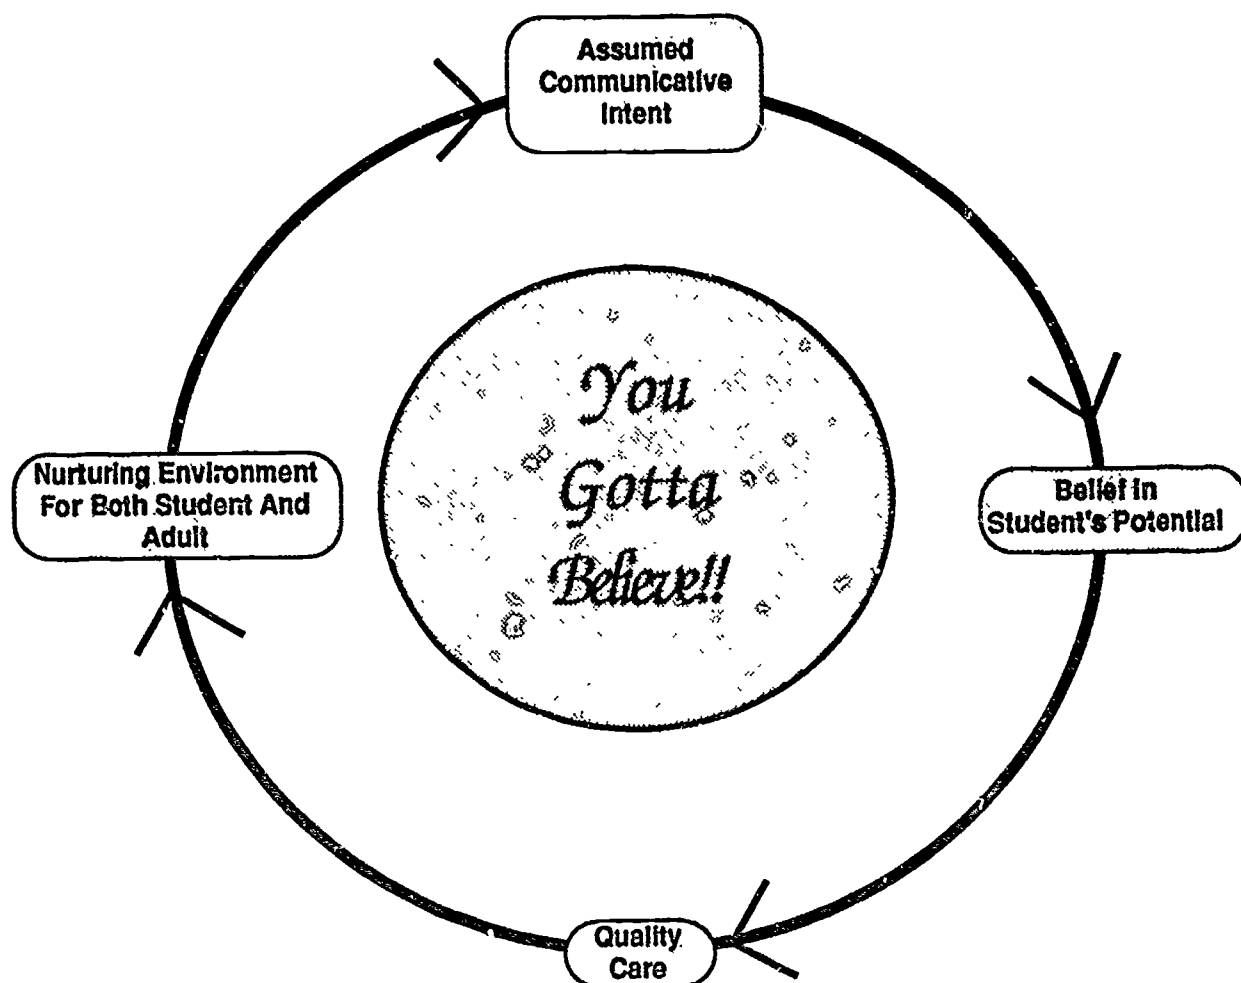 Assumed
Communicative
Intent
You
Gotta
Believe!!
Nurturing Environment
For Both Student And
Adult
Belief in
Student's Potential
Quality
Care